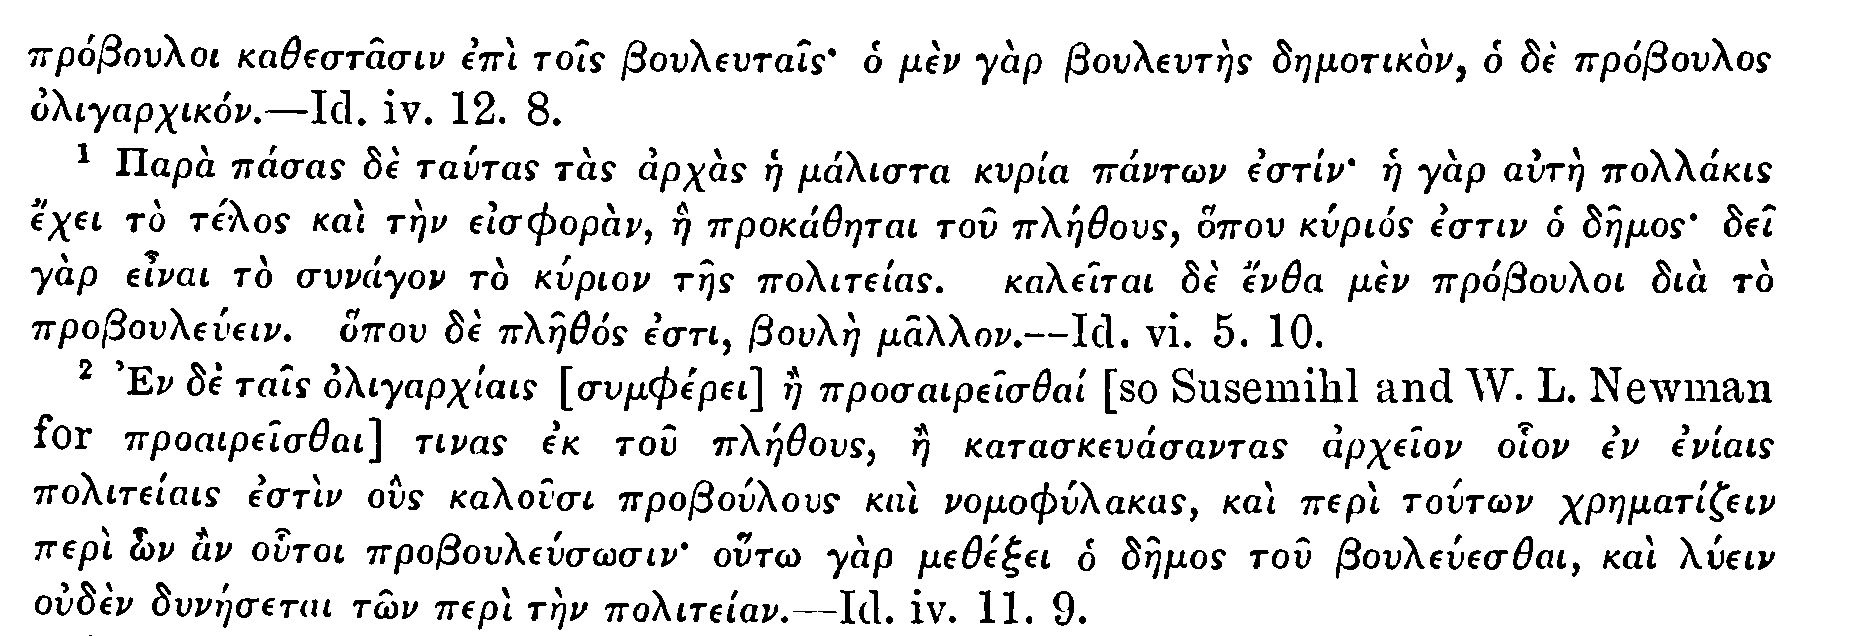 πρόβουλοι καθεστᾶσιν ἐπὶ τοῖς βουλευταῖς· ὁ μὲν γὰρ βουλευτὴς δημοτικὸν, ὁ δὲ πρόβουλος
ὀλιγαρχικόν.—Id. iv. 12. 8.
¹ Παρὰ πάσας δὲ ταύτας τὰς ἀρχὰς ἡ μάλιστα κυρία πάντων ἐστίν· ἡ γὰρ αὐτὴ πολλάκις
ἔχει τὸ τέλος καὶ τὴν εἰσφορὰν, ἢ προκάθηται τοῦ πλήθους, ὅπου κύριός ἐστιν ὁ δῆμος· δεῖ
γὰρ εἶναι τὸ συνάγον τὸ κύριον τῆς πολιτείας. καλεῖται δὲ ἔνθα μὲν πρόβουλοι διὰ τὸ
προβουλεύειν. ὅπου δὲ πλῆθός ἐστι, βουλὴ μᾶλλον.—Id. vi. 5. 10.
² Ἐν δὲ ταῖς ὀλιγαρχίαις [συμφέρει] ἢ προσαιρεῖσθαί [so Susemihl and W. L. Newman
for προαιρεῖσθαι] τινας ἐκ τοῦ πλήθους, ἢ κατασκευάσαντας ἀρχεῖον οἷον ἐν ἐνίαις
πολιτείαις ἐστὶν οὓς καλοῦσι προβούλους καὶ νομοφύλακας, καὶ περὶ τούτων χρηματίζειν
περὶ ὧν ἂν οὗτοι προβουλεύσωσιν· οὕτω γὰρ μεθέξει ὁ δῆμος τοῦ βουλεύεσθαι, καὶ λύειν
οὐδὲν δυνήσεται τῶν περὶ τὴν πολιτείαν.—Id. iv. 11. 9.